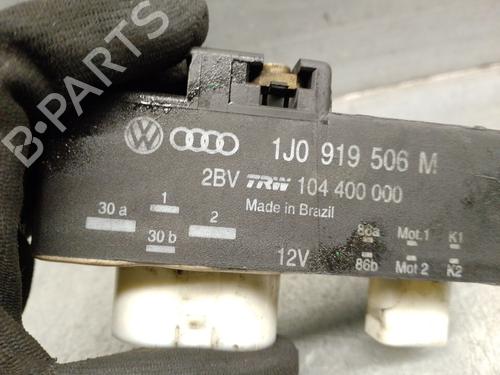 1J0 919 506 M
2BV TRW 104 400 000
Made in Brazil
30 a 1 2
30 b
12V
86a Mot.1 K1
86b Mot 2 K2
B-PARTS